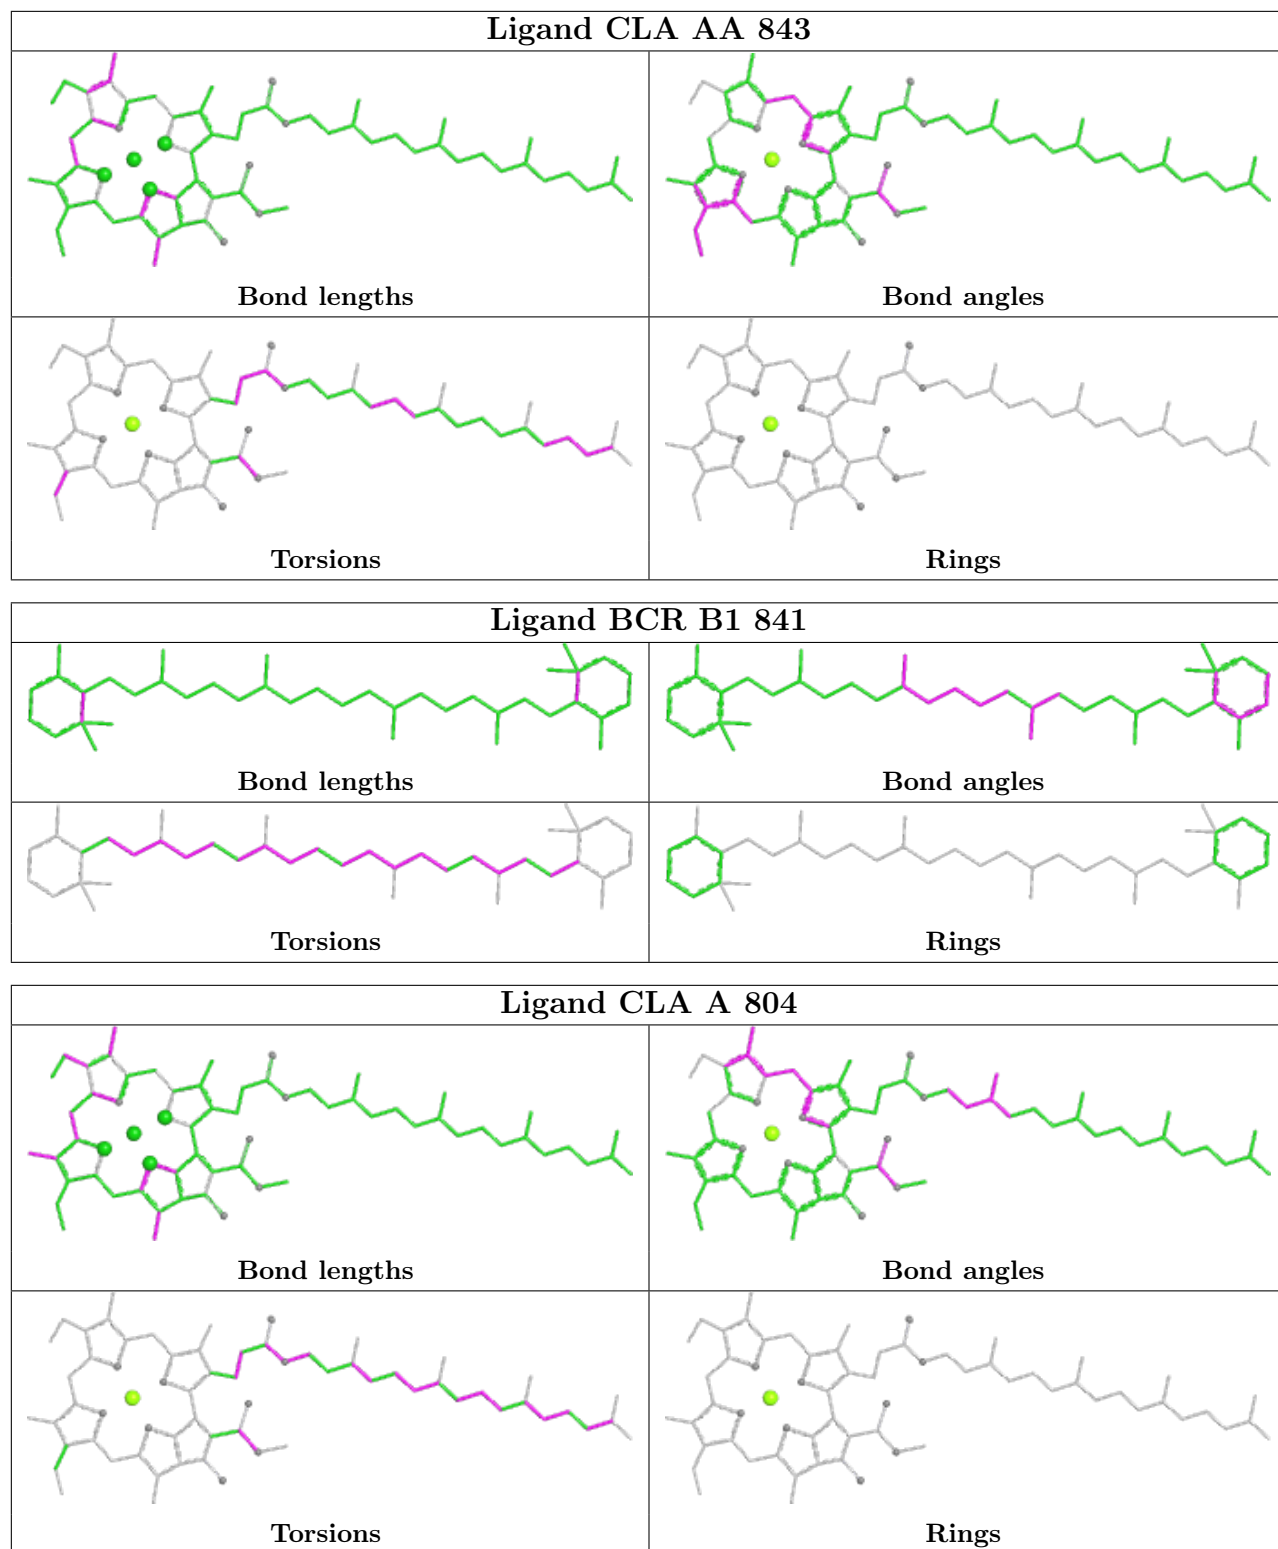 Ligand CLA AA 843
Bond lengths
Bond angles
Torsions
Rings
Ligand BCR B1 841
Bond lengths
Bond angles
Torsions
Rings
Ligand CLA A 804
Bond lengths
Bond angles
Torsions
Rings